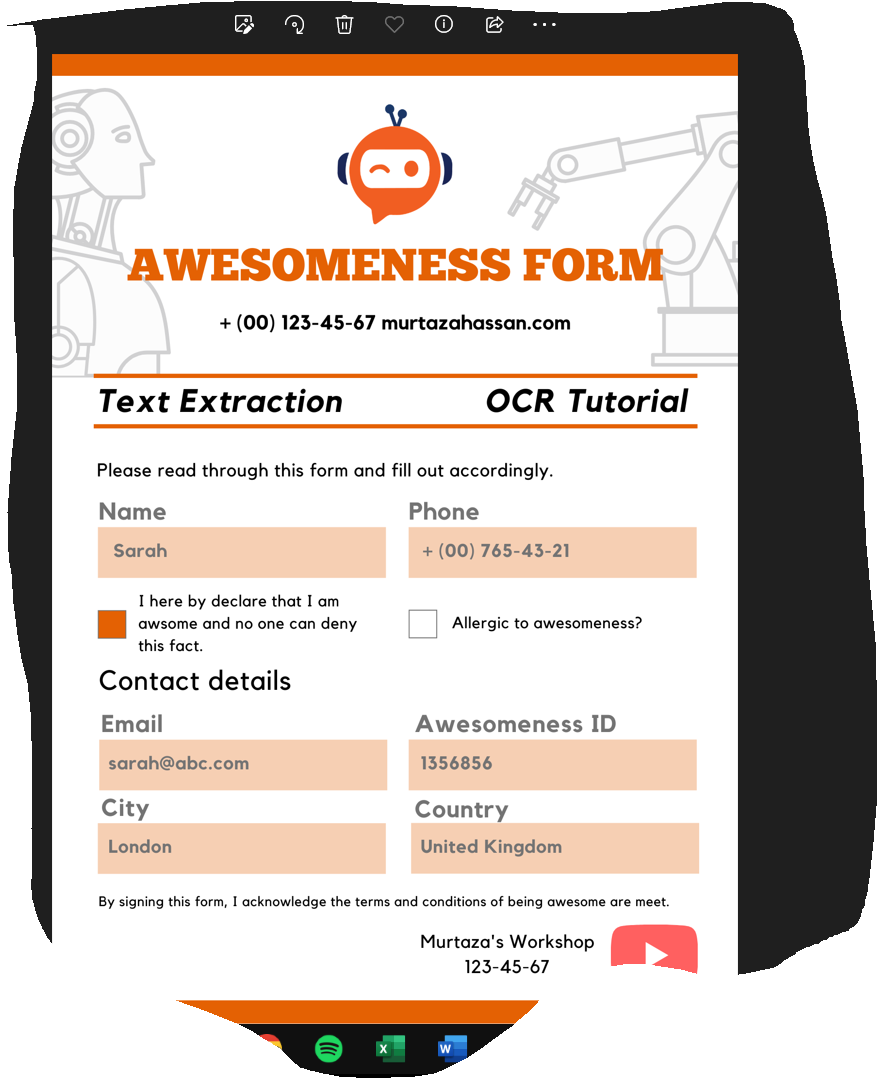 AWESOMENESS FORM
+ (00) 123-45-67 murtazahassan.com
Text Extraction OCR Tutorial
Please read through this form and fill out accordingly.
Name Phone
Sarah + (00) 765-43-21
I here by declare that I am
awsome and no one can deny
this fact.
Allergic to awesomeness?
Contact details
Email Awesomeness ID
sarah@abc.com 1356856
City Country
London United Kingdom
By signing this form, I acknowledge the terms and conditions of being awesome are meet.
Murtaza's Workshop
123-45-67
X W